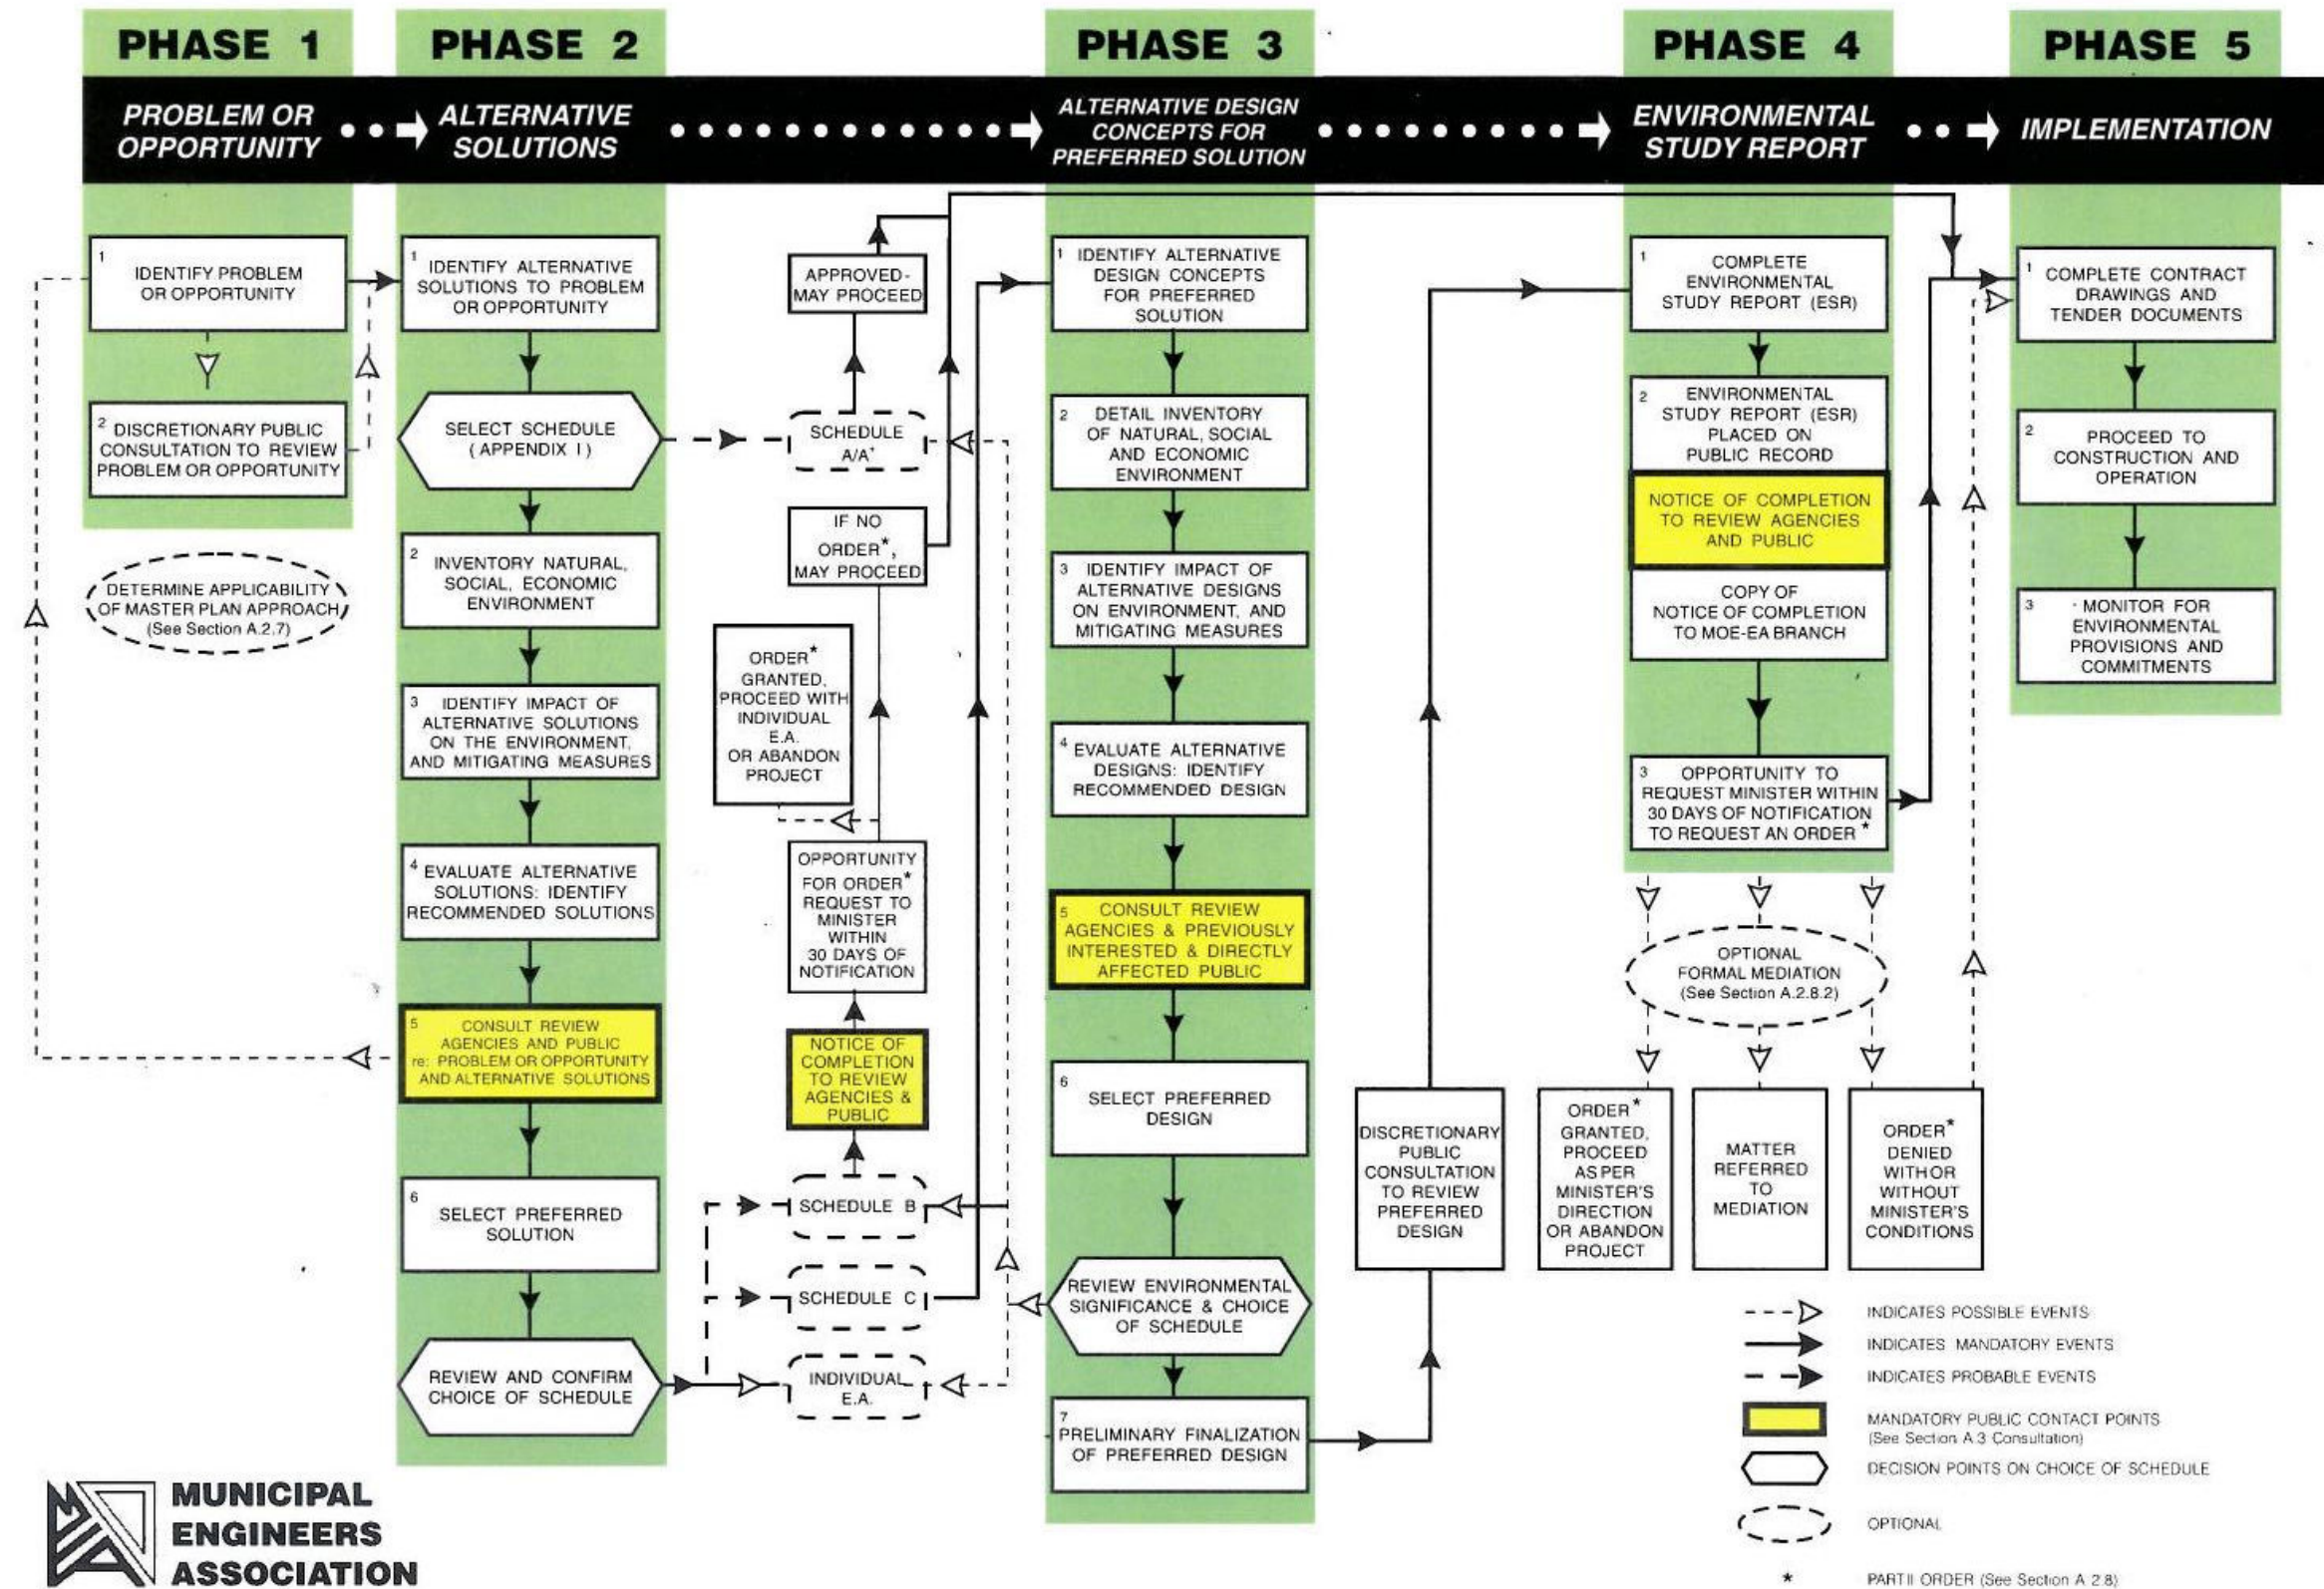 PHASE 1
PHASE 2
PHASE 3
PHASE 4
PHASE 5
PROBLEM OR
OPPORTUNITY
ALTERNATIVE
SOLUTIONS
ALTERNATIVE DESIGN
CONCEPTS FOR
PREFERRED SOLUTION
ENVIRONMENTAL
STUDY REPORT
IMPLEMENTATION
1
IDENTIFY PROBLEM
OR OPPORTUNITY
2 DISCRETIONARY PUBLIC
CONSULTATION TO REVIEW
PROBLEM OR OPPORTUNITY
DETERMINE APPLICABILITY
OF MASTER PLAN APPROACH
(See Section A.2.7)
1 IDENTIFY ALTERNATIVE
SOLUTIONS TO PROBLEM
OR OPPORTUNITY
SELECT SCHEDULE
(APPENDIX I)
2
INVENTORY NATURAL,
SOCIAL, ECONOMIC
ENVIRONMENT
3 IDENTIFY IMPACT OF
ALTERNATIVE SOLUTIONS
ON THE ENVIRONMENT,
AND MITIGATING MEASURES
4 EVALUATE ALTERNATIVE
SOLUTIONS: IDENTIFY
RECOMMENDED SOLUTIONS
5 CONSULT REVIEW
AGENCIES AND PUBLIC
re: PROBLEM OR OPPORTUNITY
AND ALTERNATIVE SOLUTIONS
6
SELECT PREFERRED
SOLUTION
REVIEW AND CONFIRM
CHOICE OF SCHEDULE
APPROVED-
MAY PROCEED
SCHEDULE
A/A+
IF NO
ORDER*,
MAY PROCEED
ORDER*
GRANTED,
PROCEED WITH
INDIVIDUAL
E.A.
OR ABANDON
PROJECT
OPPORTUNITY
FOR ORDER*
REQUEST TO
MINISTER
WITHIN
30 DAYS OF
NOTIFICATION
NOTICE OF
COMPLETION
TO REVIEW
AGENCIES &
PUBLIC
SCHEDULE B
SCHEDULE C
INDIVIDUAL
E.A.
1 IDENTIFY ALTERNATIVE
DESIGN CONCEPTS
FOR PREFERRED
SOLUTION
2 DETAIL INVENTORY
OF NATURAL, SOCIAL
AND ECONOMIC
ENVIRONMENT
3 IDENTIFY IMPACT OF
ALTERNATIVE DESIGNS
ON ENVIRONMENT, AND
MITIGATING MEASURES
4 EVALUATE ALTERNATIVE
DESIGNS: IDENTIFY
RECOMMENDED DESIGN
5 CONSULT REVIEW
AGENCIES & PREVIOUSLY
INTERESTED & DIRECTLY
AFFECTED PUBLIC
6
SELECT PREFERRED
DESIGN
REVIEW ENVIRONMENTAL
SIGNIFICANCE & CHOICE
OF SCHEDULE
7
PRELIMINARY FINALIZATION
OF PREFERRED DESIGN
DISCRETIONARY
PUBLIC
CONSULTATION
TO REVIEW
PREFERRED
DESIGN
1 COMPLETE
ENVIRONMENTAL
STUDY REPORT (ESR)
2 ENVIRONMENTAL
STUDY REPORT (ESR)
PLACED ON
PUBLIC RECORD
NOTICE OF COMPLETION
TO REVIEW AGENCIES
AND PUBLIC
COPY OF
NOTICE OF COMPLETION
TO MOE-EA BRANCH
3 OPPORTUNITY TO
REQUEST MINISTER WITHIN
30 DAYS OF NOTIFICATION
TO REQUEST AN ORDER*
OPTIONAL
FORMAL MEDIATION
(See Section A.2.8.2)
ORDER*
GRANTED,
PROCEED
AS PER
MINISTER'S
DIRECTION
OR ABANDON
PROJECT
MATTER
REFERRED
TO
MEDIATION
ORDER*
DENIED
WITH OR
WITHOUT
MINISTER'S
CONDITIONS
1 COMPLETE CONTRACT
DRAWINGS AND
TENDER DOCUMENTS
2 PROCEED TO
CONSTRUCTION AND
OPERATION
3 MONITOR FOR
ENVIRONMENTAL
PROVISIONS AND
COMMITMENTS
INDICATES POSSIBLE EVENTS
INDICATES MANDATORY EVENTS
INDICATES PROBABLE EVENTS
MANDATORY PUBLIC CONTACT POINTS
(See Section A.3 Consultation)
DECISION POINTS ON CHOICE OF SCHEDULE
OPTIONAL
* PART II ORDER (See Section A.2.8)
MEA
MUNICIPAL
ENGINEERS
ASSOCIATION